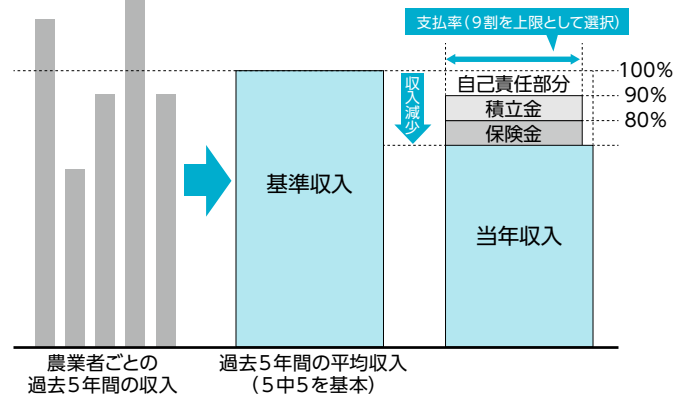 支払率（９割を上限として選択）
100%
自己責任部分
90%
積立金
80%
保険金
収入減少
基準収入
当年収入
農業者ごとの
過去５年間の収入
過去５年間の平均収入
（５中５を基本）